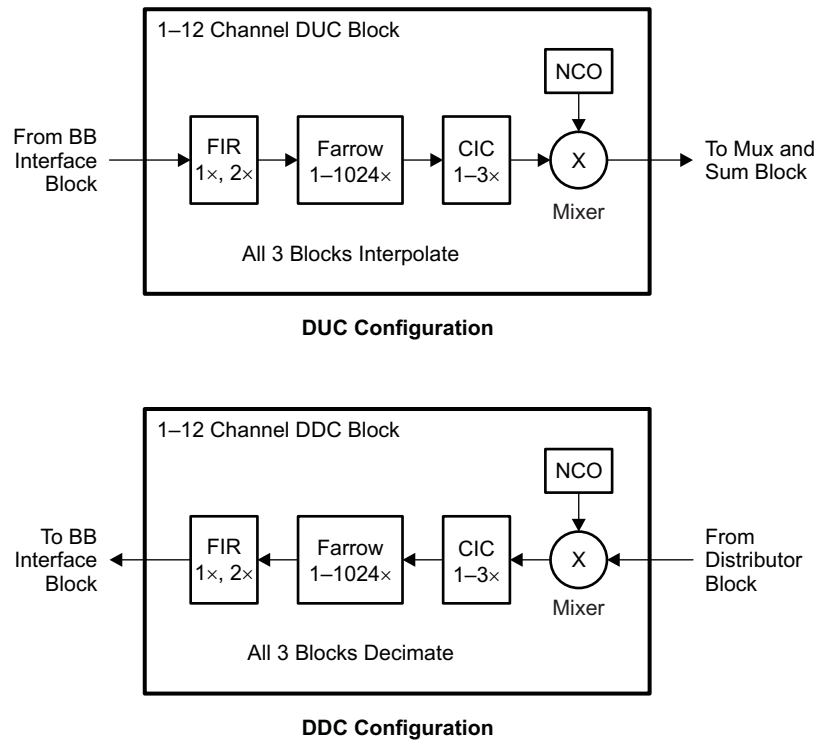 1–12 Channel DUC Block
NCO
From BB
Interface
Block
FIR
1×, 2×
Farrow
1–1024×
CIC
1–3×
X
Mixer
To Mux and
Sum Block
All 3 Blocks Interpolate
DUC Configuration
1–12 Channel DDC Block
NCO
To BB
Interface
Block
FIR
1×, 2×
Farrow
1–1024×
CIC
1–3×
X
Mixer
From
Distributor
Block
All 3 Blocks Decimate
DDC Configuration